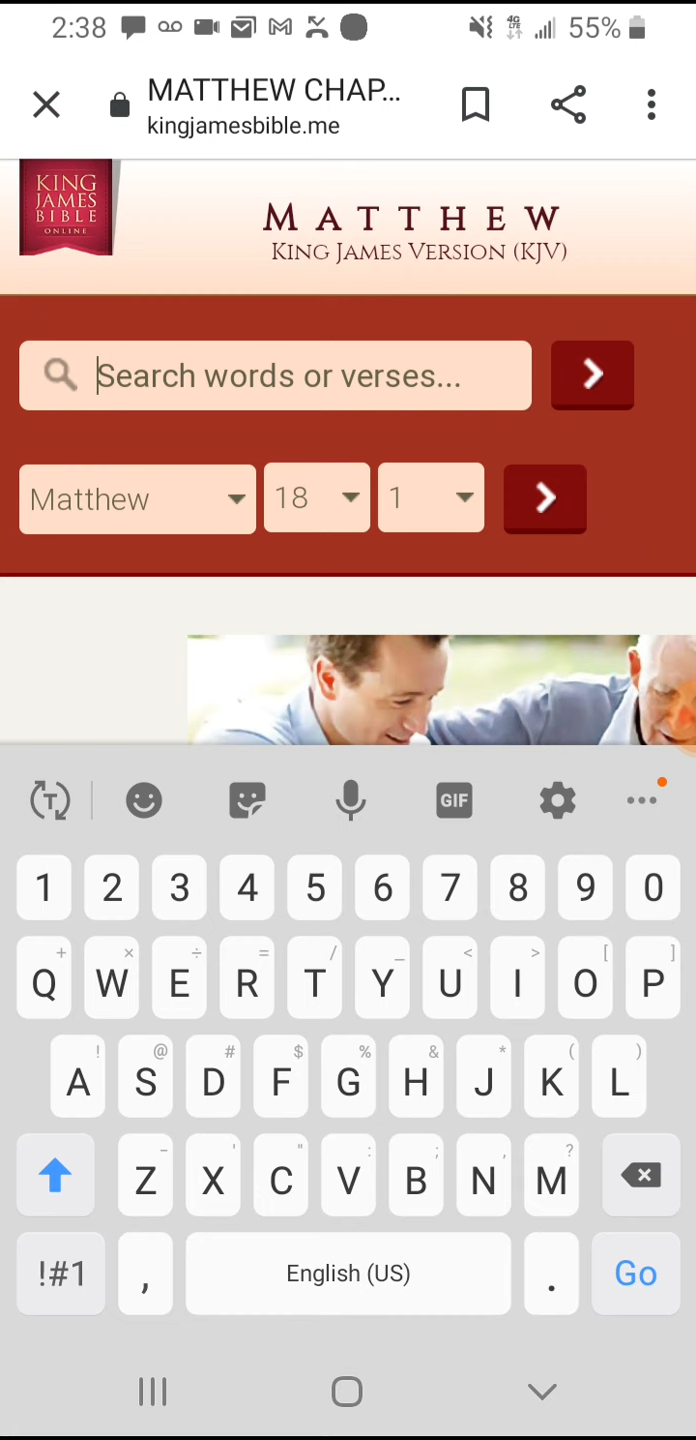 2:38 4G LTE 55%
MATTHEW CHAP...
kingjamesbible.me
KING
JAMES
BIBLE
ONLINE
MATTHEW
KING JAMES VERSION (KJV)
Search words or verses...
Matthew 18 1
T GIF
1 2 3 4 5 6 7 8 9 0
+ × ÷ = / _ < > [ ]
Q W E R T Y U I O P
! @ # $ % & * ( )
A S D F G H J K L
- ' " : ; , ?
Z X C V B N M
!#1 , English (US) . Go